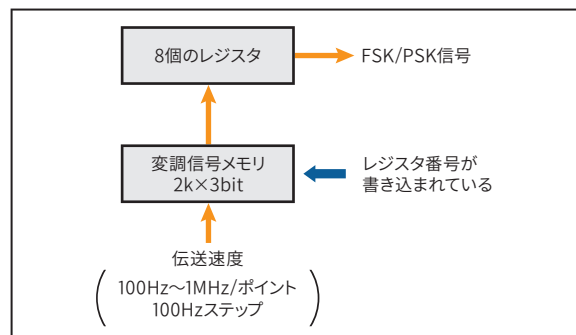 8個のレジスタ
FSK/PSK信号
変調信号メモリ
2k×3bit
レジスタ番号が
書き込まれている
伝送速度
(100Hz〜1MHz/ポイント
100Hzステップ)